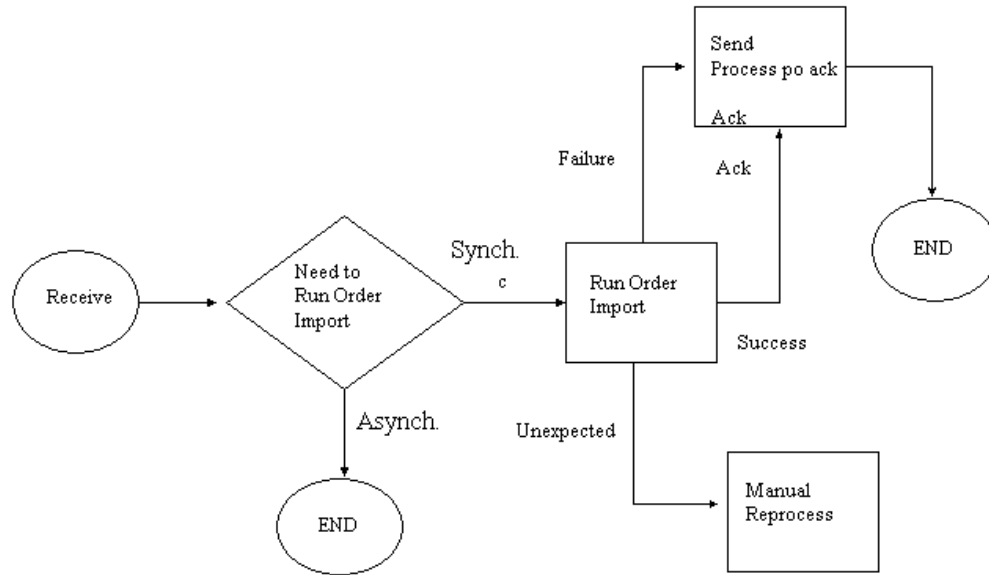 Send
Process po ack
Ack
Failure
Ack
END
Receive
Need to
Run Order
Import
Synch.
c
Run Order
Import
Success
Asynch.
Unexpected
END
Manual
Reprocess